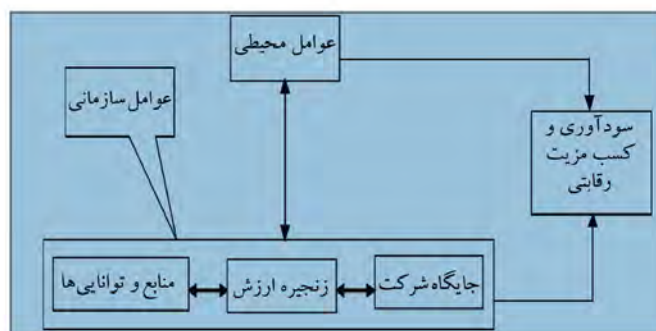 عوامل محیطی
عوامل سازمانی
سودآوری و
کسب مزیت
رقابتی
جایگاه شرکت
زنجیره ارزش
منابع و توانایی‌ها